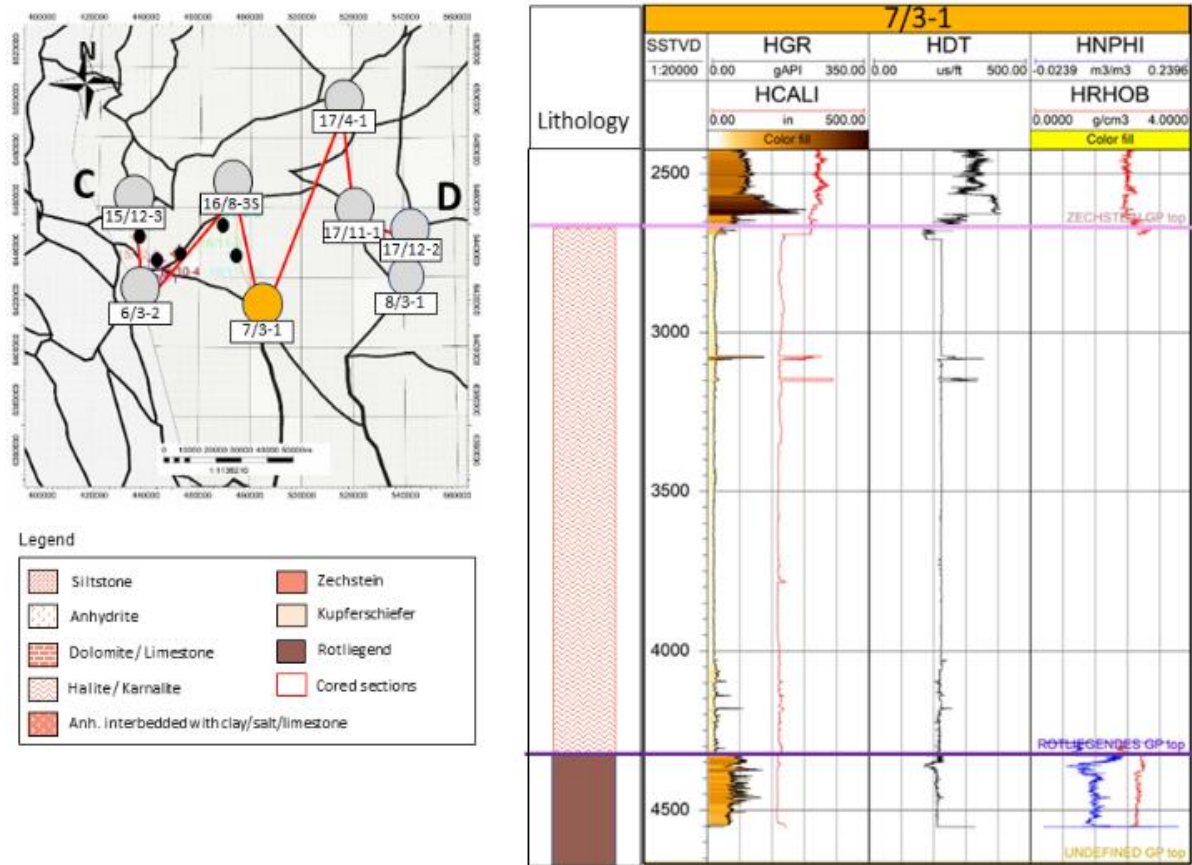 7/3-1
SSTVD HGR HDT HNPHI
1:20000 0.00 gAPI 350.00 0.00 us/ft 500.00 -0.0239 m3/m3 0.2396
HCALI HRHOB
0.00 in 500.00 0.0000 g/cm3 4.0000
Color fill Color fill
Lithology
2500
ZECHSTEIN GP top
3000
3500
4000
ROTLIEGENDES GP top
4500
UNDEFINED GP top
N
C
D
17/4-1
15/12-3
16/8-3S
17/11-1
17/12-2
6/3-2
7/3-1
8/3-1
Legend
Siltstone
Anhydrite
Dolomite / Limestone
Halite / Karnalite
Anh. interbedded with clay/salt/limestone
Zechstein
Kupferschiefer
Rotliegend
Cored sections